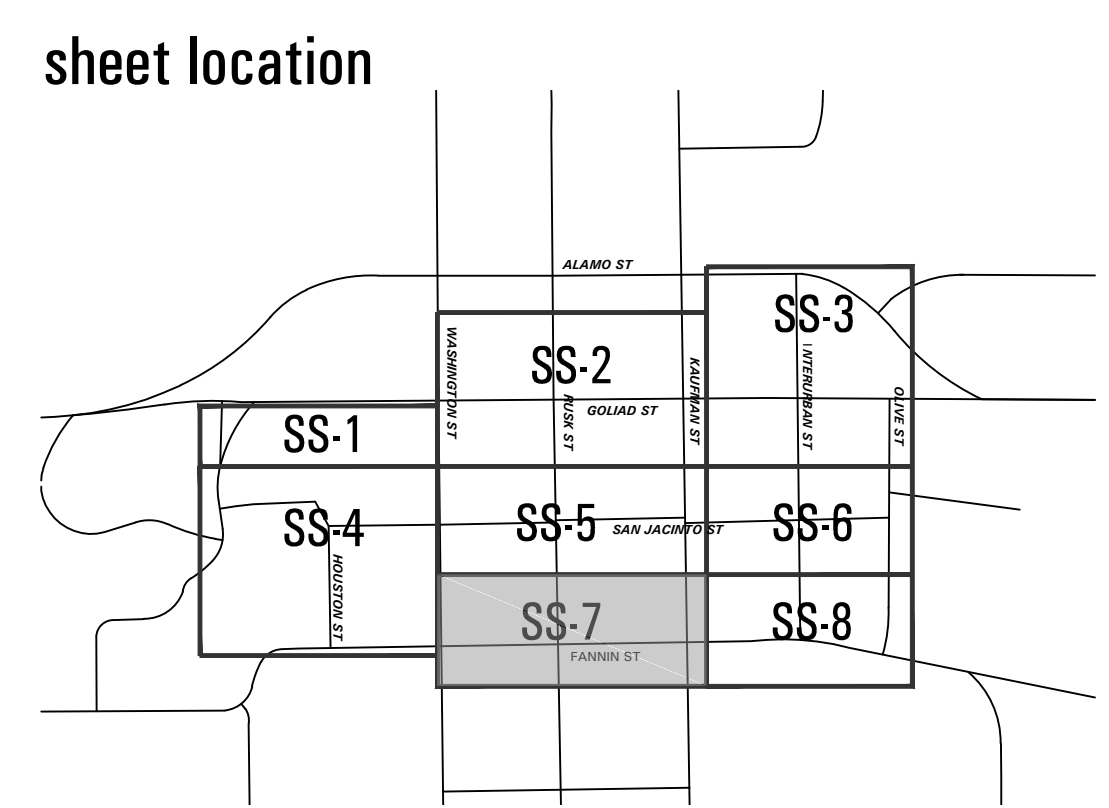 sheet location
ALAMO ST
SS-3
WASHINGTON ST
SS-2
KAUFMAN ST
INTERURBAN ST
OLIVE ST
RUSK ST
GOLIAD ST
SS-1
SS-4
SS-5
SAN JACINTO ST
SS-6
HOUSTON ST
SS-7
SS-8
FANNIN ST